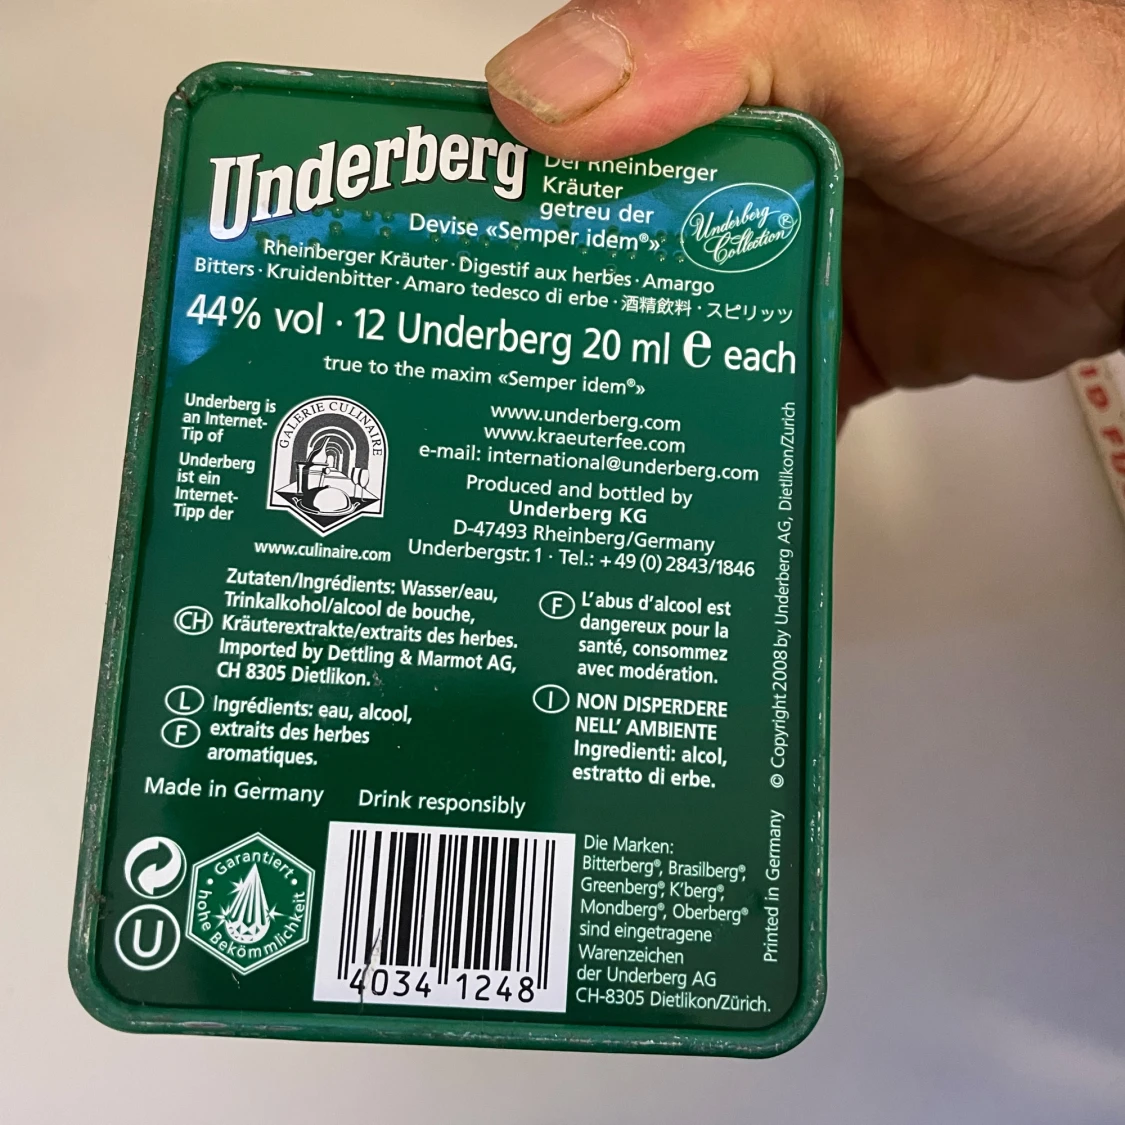 Underberg
Der Rheinberger
Kräuter
getreu der
Devise «Semper idem®»
Underberg
Collection®
Rheinberger Kräuter · Digestif aux herbes · Amargo
Bitters · Kruidenbitter · Amaro tedesco di erbe · 酒精飲料 · スピリッツ
44% vol · 12 Underberg 20 ml e each
true to the maxim «Semper idem®»
Underberg is
an Internet-
Tip of
Underberg
ist ein
Internet-
Tipp der
GALERIE CULINAIRE
www.culinaire.com
www.underberg.com
www.kraeuterfee.com
e-mail: international@underberg.com
Produced and bottled by
Underberg KG
D-47493 Rheinberg/Germany
Underbergstr. 1 · Tel.: +49 (0) 2843/1846
CH
Zutaten/Ingrédients: Wasser/eau,
Trinkalkohol/alcool de bouche,
Kräuterextrakte/extraits des herbes.
Imported by Dettling & Marmot AG,
CH 8305 Dietlikon.
L
F
Ingrédients: eau, alcool,
extraits des herbes
aromatiques.
F
L'abus d'alcool est
dangereux pour la
santé, consommez
avec modération.
I
NON DISPERDERE
NELL' AMBIENTE
Ingredienti: alcol,
estratto di erbe.
Made in Germany
Drink responsibly
U
Garantiert
hohe Bekömmlichkeit
4034 1248
Die Marken:
Bitterberg®, Brasilberg®,
Greenberg®, K'berg®,
Mondberg®, Oberberg®
sind eingetragene
Warenzeichen
der Underberg AG
CH-8305 Dietlikon/Zürich.
Printed in Germany © Copyright 2008 by Underberg AG, Dietlikon/Zurich